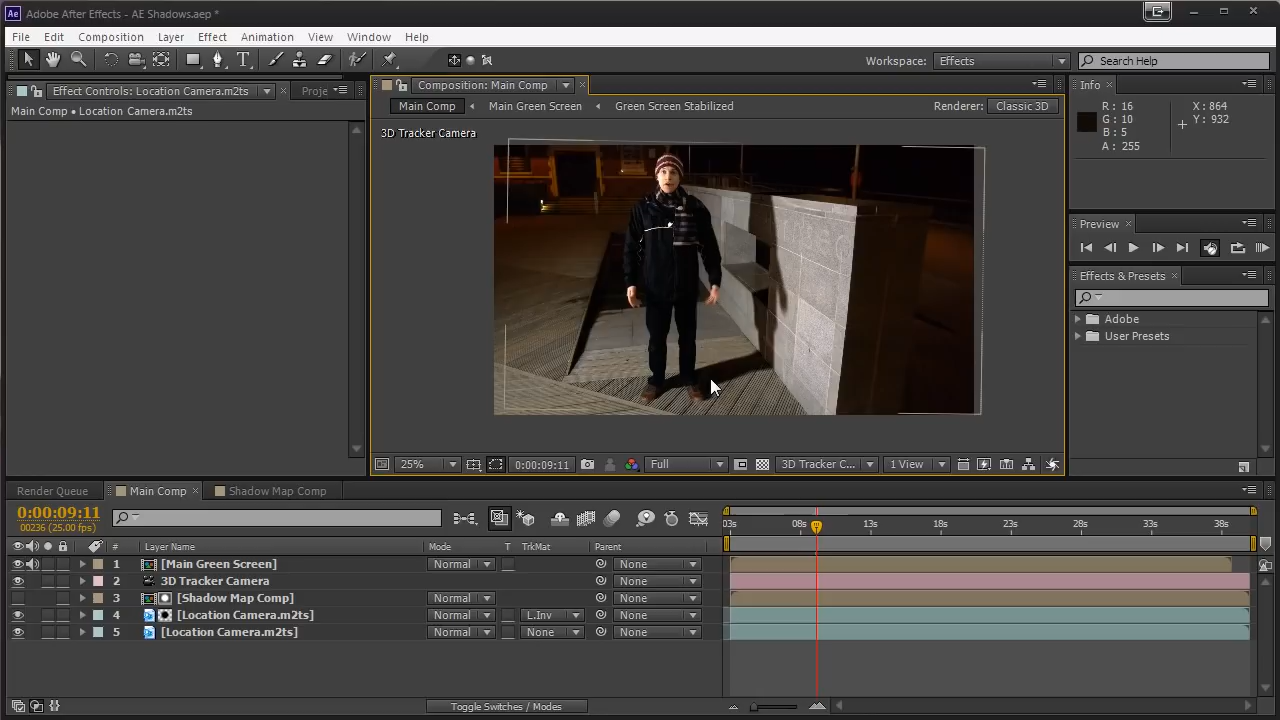 Ae Adobe After Effects - AE Shadows.aep *
File Edit Composition Layer Effect Animation View Window Help
Workspace: Effects Search Help
Effect Controls: Location Camera.m2ts Proje Composition: Main Comp Info
Main Comp • Location Camera.m2ts
Main Comp Main Green Screen Green Screen Stabilized Renderer: Classic 3D
R : 16 X : 864
G : 10 Y : 932
B : 5
A : 255
3D Tracker Camera
Preview
Effects & Presets
Adobe
User Presets
25% 0:00:09:11 Full 3D Tracker C... 1 View
Render Queue Main Comp Shadow Map Comp
0:00:09:11
00236 (25.00 fps)
03s 08s 13s 18s 23s 28s 33s 38s
# Layer Name Mode T TrkMat Parent
1 [Main Green Screen] Normal None
2 3D Tracker Camera None
3 [Shadow Map Comp] Normal None
4 [Location Camera.m2ts] Normal L.Inv None
5 [Location Camera.m2ts] Normal None None
Toggle Switches / Modes